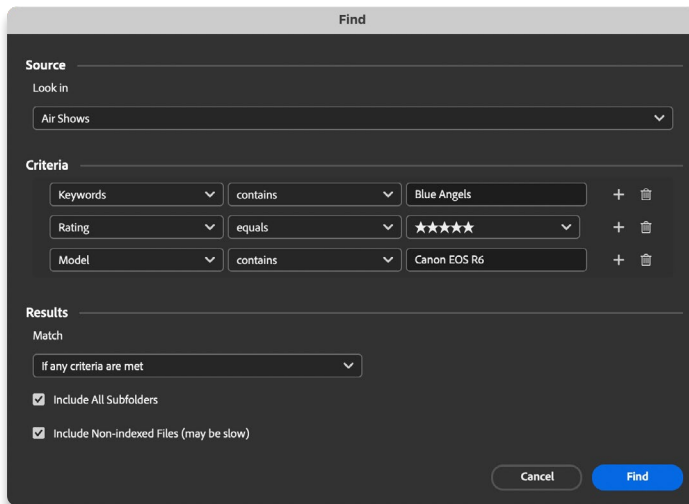 Find
Source
Look in
Air Shows
Criteria
Keywords contains Blue Angels
Rating equals ★★★★★
Model contains Canon EOS R6
Results
Match
If any criteria are met
Include All Subfolders
Include Non-indexed Files (may be slow)
Cancel Find